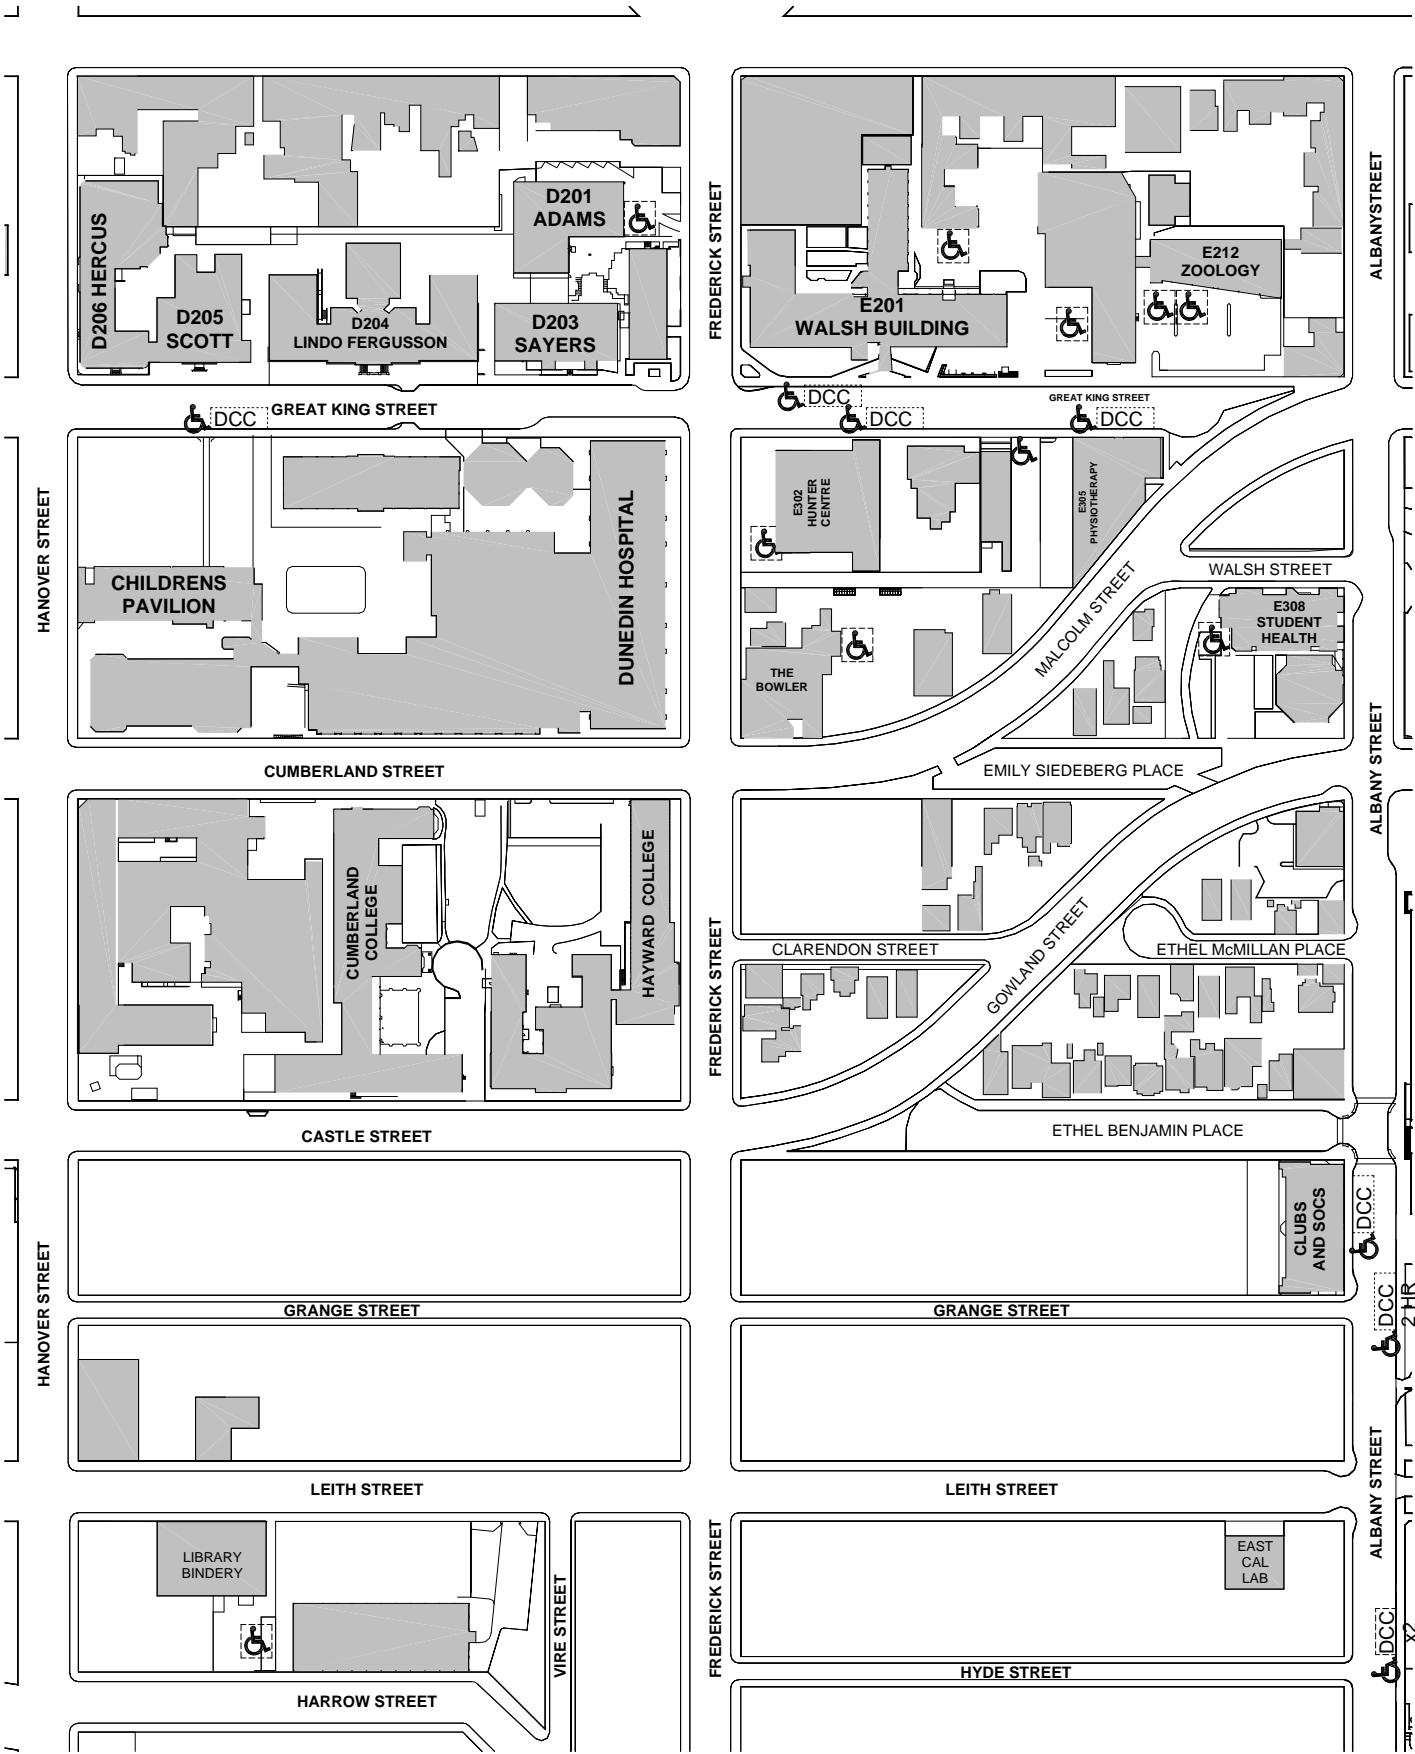 D201
ADAMS
D206 HERCUS
D205
SCOTT
D204
LINDO FERGUSSON
D203
SAYERS
FREDERICK STREET
E201
WALSH BUILDING
E212
ZOOLOGY
ALBANYSTREET
DCC
GREAT KING STREET
DCC
DCC
GREAT KING STREET
DCC
HANOVER STREET
CHILDRENS
PAVILION
DUNEDIN HOSPITAL
E302
HUNTER
CENTRE
E305
PHYSIOTHERAPY
MALCOLM STREET
WALSH STREET
E308
STUDENT
HEALTH
THE
BOWLER
ALBANY STREET
CUMBERLAND STREET
EMILY SIEDEBERG PLACE
CUMBERLAND
COLLEGE
HAYWARD COLLEGE
FREDERICK STREET
CLARENDON STREET
GOWLAND STREET
ETHEL McMILLAN PLACE
CASTLE STREET
ETHEL BENJAMIN PLACE
CLUBS
AND SOCS
DCC
HANOVER STREET
GRANGE STREET
GRANGE STREET
DCC
2 HR
LEITH STREET
LEITH STREET
ALBANY STREET
LIBRARY
BINDERY
VIRE STREET
FREDERICK STREET
EAST
CAL
LAB
DCC
X2
HARROW STREET
HYDE STREET